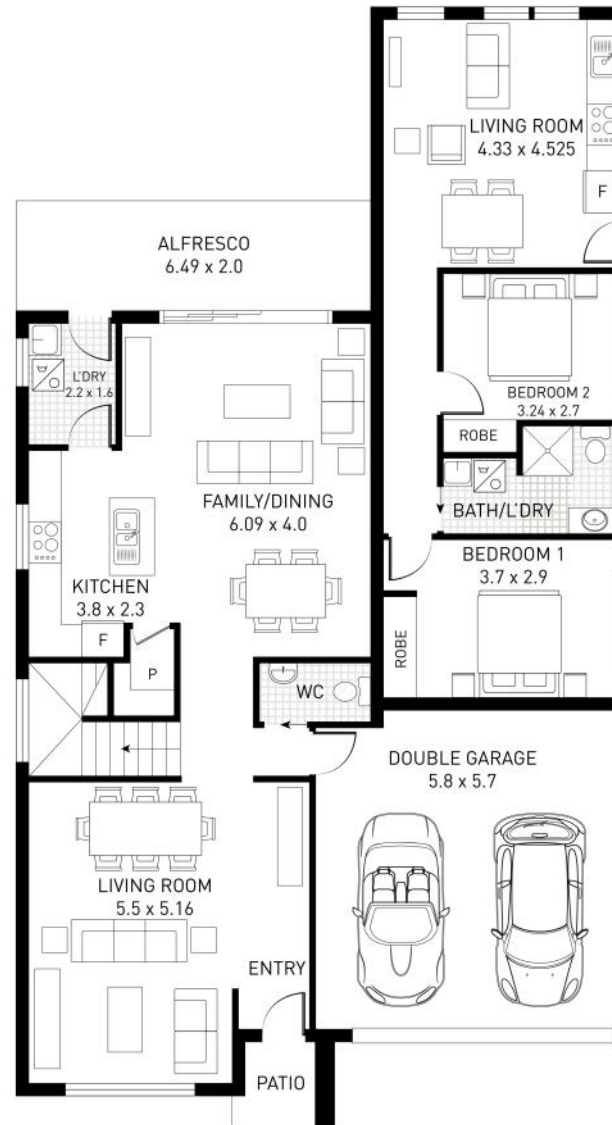 LIVING ROOM
4.33 x 4.525
F
ALFRESCO
6.49 x 2.0
L'DRY
2.2 x 1.6
BEDROOM 2
3.24 x 2.7
ROBE
FAMILY/DINING
6.09 x 4.0
BATH/L'DRY
KITCHEN
3.8 x 2.3
BEDROOM 1
3.7 x 2.9
F
P
ROBE
WC
DOUBLE GARAGE
5.8 x 5.7
LIVING ROOM
5.5 x 5.16
ENTRY
PATIO